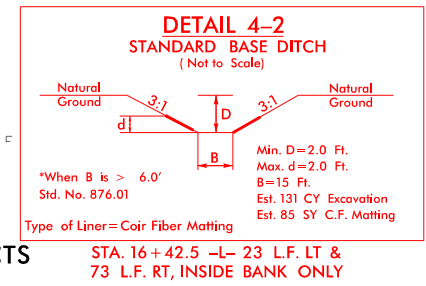 DETAIL 4–2
STANDARD BASE DITCH
( Not to Scale)
Natural
Ground
3:1
D
3:1
Natural
Ground
d
B
*When B is > 6.0'
Std. No. 876.01
Min. D=2.0 Ft.
Max. d=2.0 Ft.
B=15 Ft.
Est. 131 CY Excavation
Est. 85 SY C.F. Matting
Type of Liner=Coir Fiber Matting
CTS
STA. 16+42.5 –L– 23 L.F. LT &
73 L.F. RT, INSIDE BANK ONLY